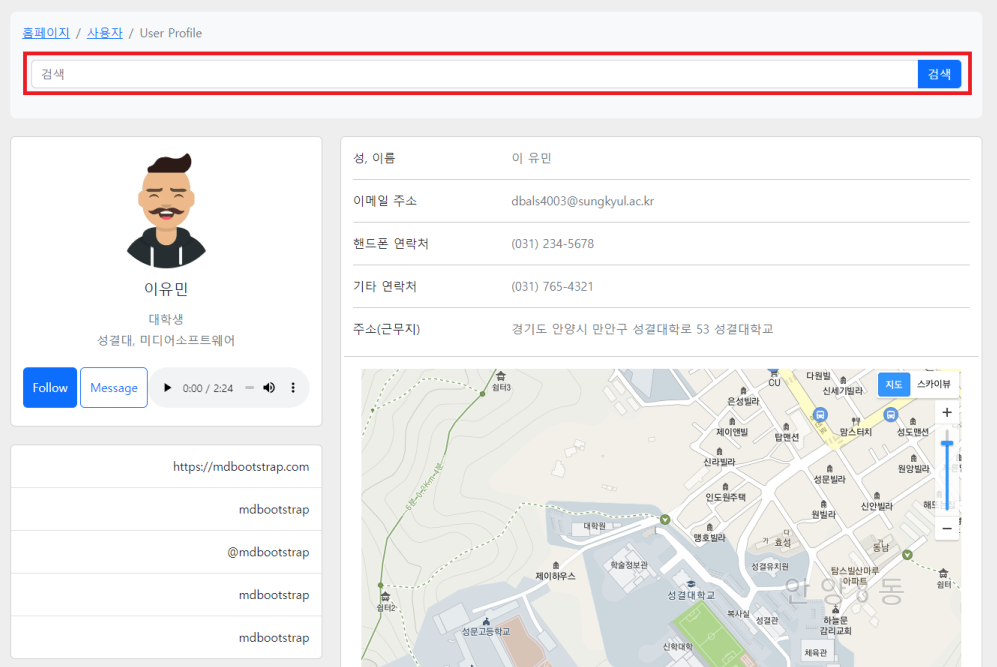 홈페이지 / 사용자 / User Profile
검색 검색
이유민
대학생
성결대, 미디어소프트웨어
Follow Message 0:00 / 2:24
https://mdbootstrap.com
mdbootstrap
@mdbootstrap
mdbootstrap
mdbootstrap
성, 이름 이 유민
이메일 주소 dbals4003@sungkyul.ac.kr
핸드폰 연락처 (031) 234-5678
기타 연락처 (031) 765-4321
주소(근무지) 경기도 안양시 만안구 성결대학로 53 성결대학교
지도 스카이뷰
쉼터3
CU
다원빌
신세기빌라
은성빌라
제이앤빌
탑맨션
맘스터치
성도맨션
신라빌라
성문빌라
원앙빌라
인도원주택
원빌라
신안빌라
맹호빌라
대학원
효성
동남
학술정보관
제이하우스
성결유치원
탐스빌산마루
아파트
쉼터
쉼터2
성결대학교
안양8동
복사실
성결관
하늘문
감리교회
성문고등학교
신학대학
체육관